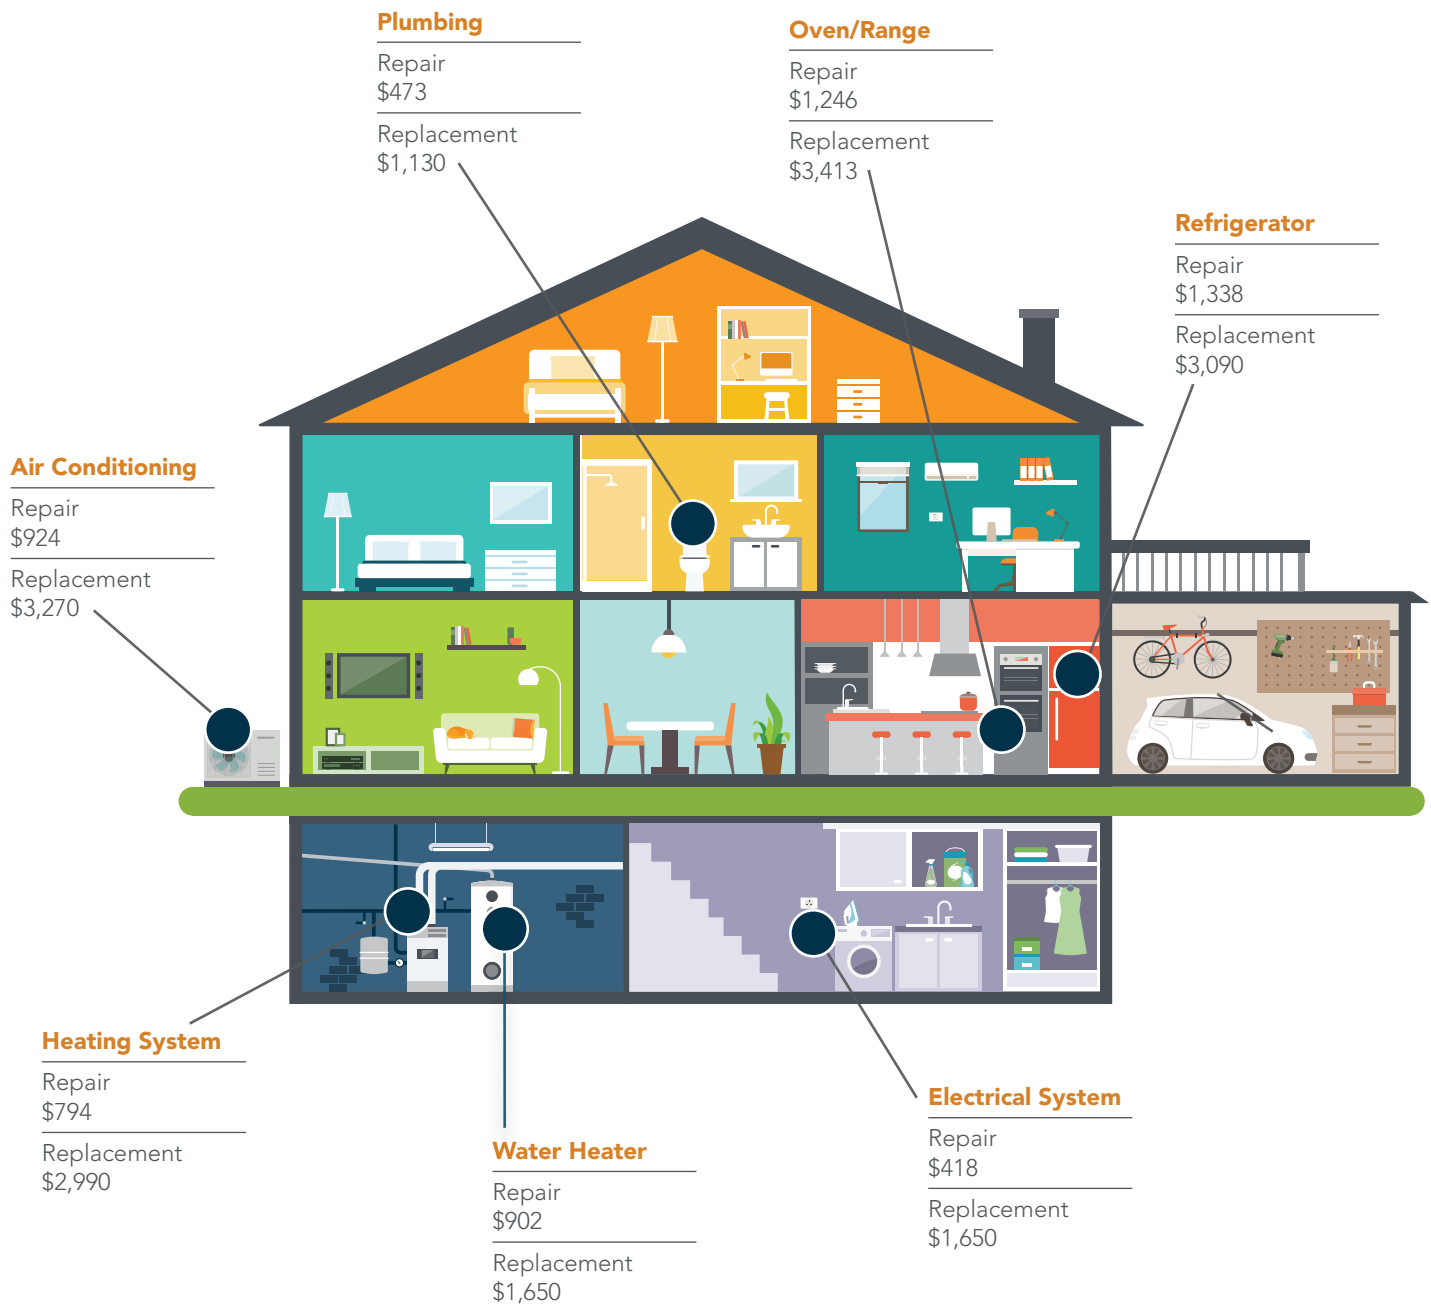 Plumbing
Repair
$473
Replacement
$1,130
Oven/Range
Repair
$1,246
Replacement
$3,413
Refrigerator
Repair
$1,338
Replacement
$3,090
Air Conditioning
Repair
$924
Replacement
$3,270
Heating System
Repair
$794
Replacement
$2,990
Water Heater
Repair
$902
Replacement
$1,650
Electrical System
Repair
$418
Replacement
$1,650